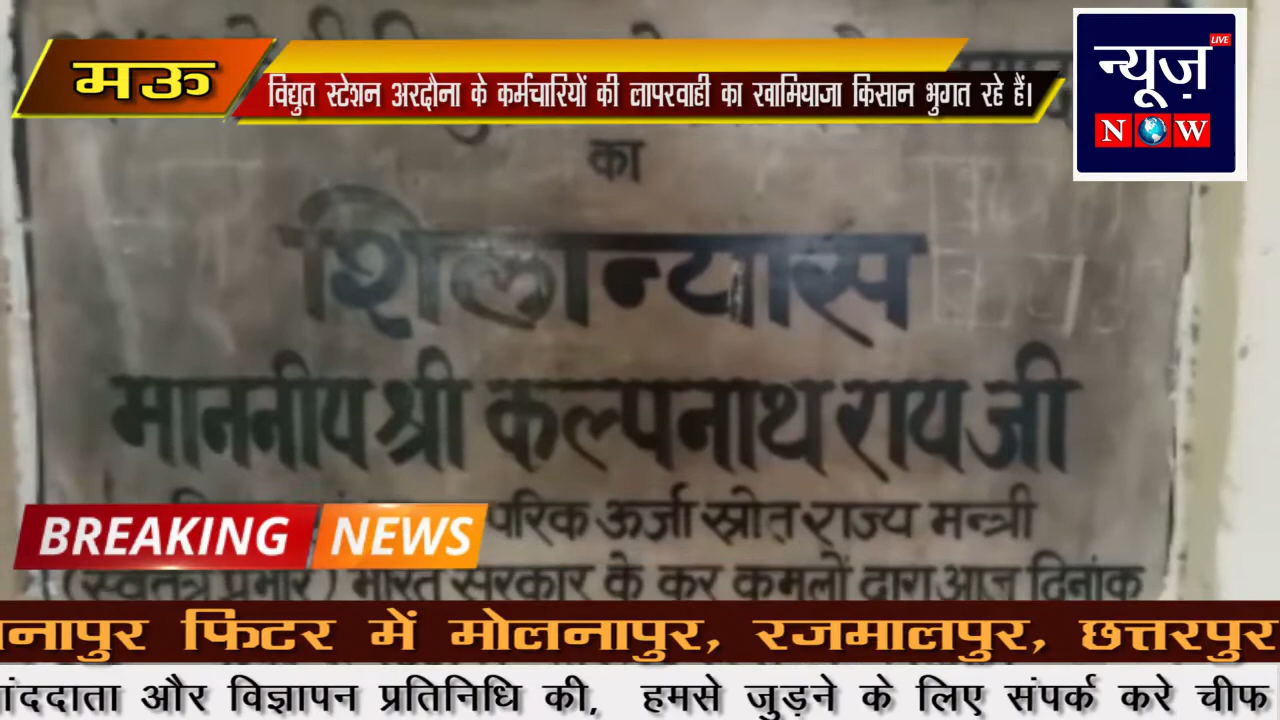 मऊ
विद्युत स्टेशन अरदौना के कर्मचारियों की लापरवाही का खामियाजा किसान भुगत रहे हैं।
न्यूज़
LIVE
NOW
का
शिलान्यास
माननीय श्री कल्पनाथ राय जी
परिक ऊर्जा स्रोत राज्य मन्त्री
(स्वतंत्र प्रभार) भारत सरकार के कर कमलों द्वारा आज दिनांक
BREAKING NEWS
नापुर फिटर में मोलनापुर, रजमालपुर, छत्तरपुर
ांददाता और विज्ञापन प्रतिनिधि की, हमसे जुड़ने के लिए संपर्क करे चीफ